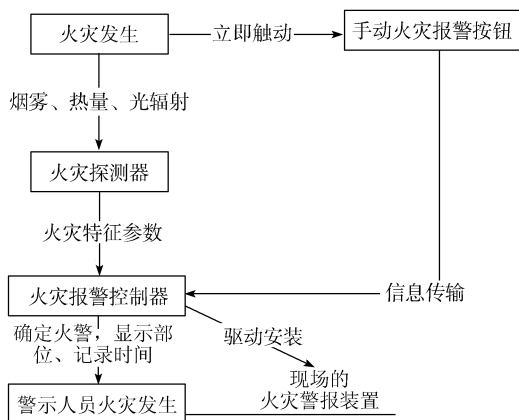 火灾发生
立即触动
手动火灾报警按钮
烟雾、热量、光辐射
火灾探测器
火灾特征参数
信息传输
火灾报警控制器
确定火警，显示部
位、记录时间
驱动安装
现场的
火灾警报装置
警示人员火灾发生